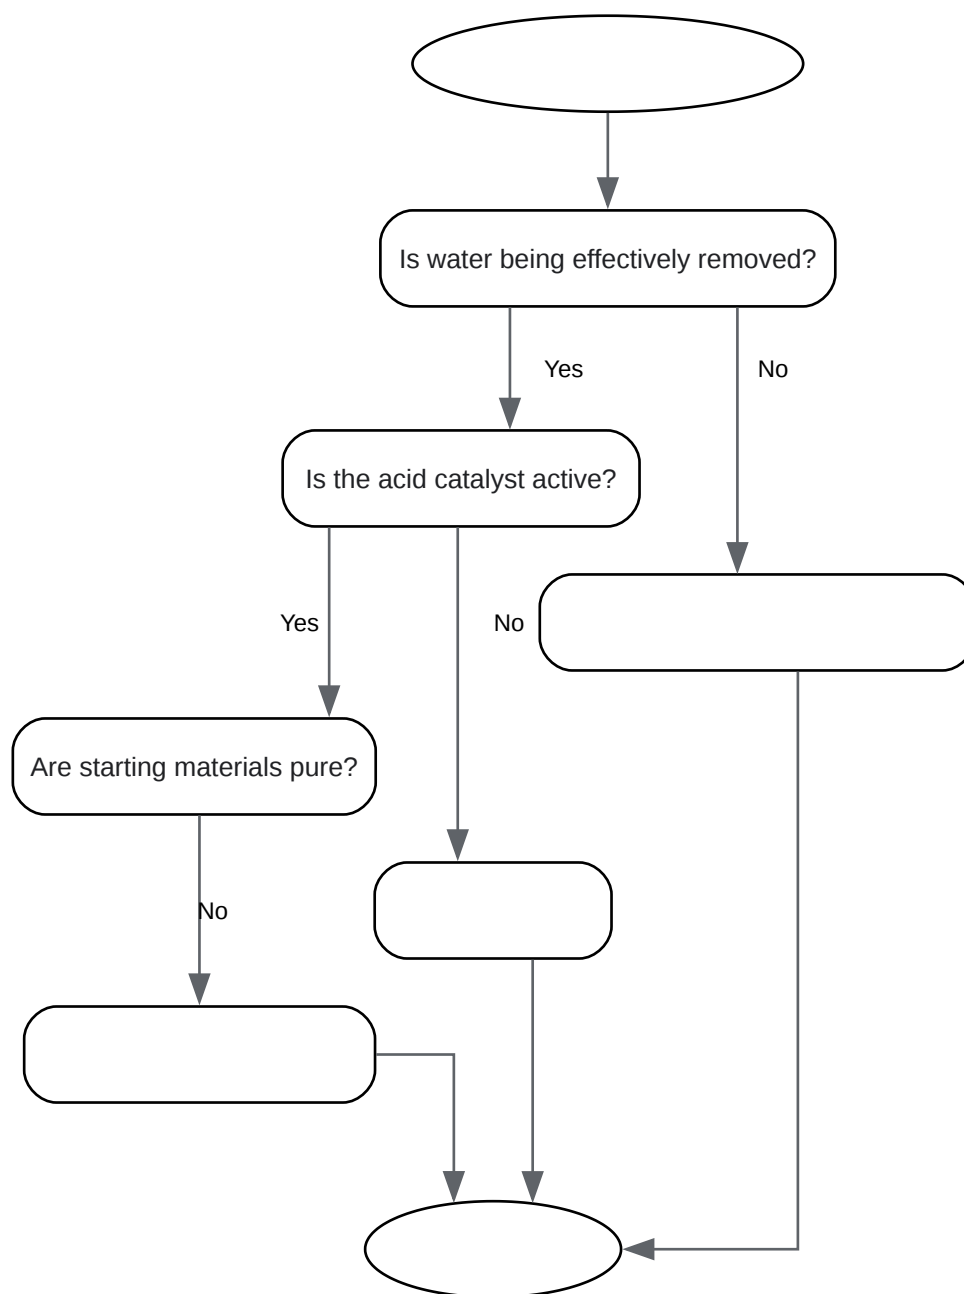 Is water being effectively removed?
Yes
No
Is the acid catalyst active?
Yes
No
Are starting materials pure?
No